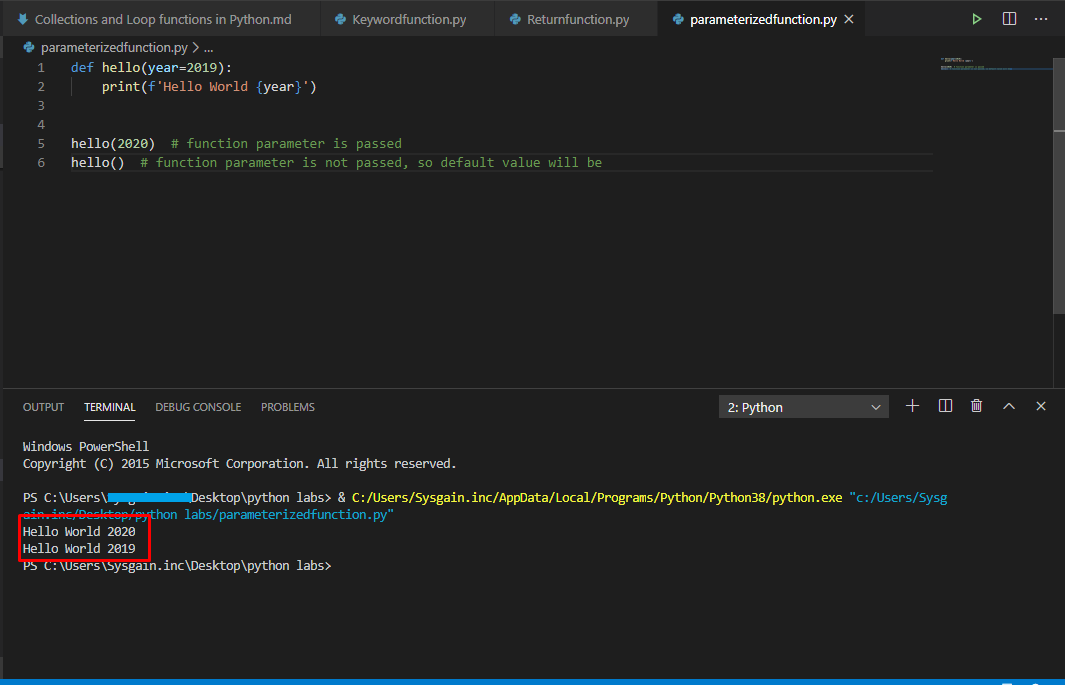 Collections and Loop functions in Python.md Keywordfunction.py Returnfunction.py parameterizedfunction.py
parameterizedfunction.py > ...
1 def hello(year=2019):
2 print(f'Hello World {year}')
3
4
5 hello(2020) # function parameter is passed
6 hello() # function parameter is not passed, so default value will be
OUTPUT TERMINAL DEBUG CONSOLE PROBLEMS 2: Python
Windows PowerShell
Copyright (C) 2015 Microsoft Corporation. All rights reserved.
PS C:\Users\Desktop\python labs> & C:/Users/Sysgain.inc/AppData/Local/Programs/Python/Python38/python.exe "c:/Users/Sysg
ain.inc/Desktop/python labs/parameterizedfunction.py"
Hello World 2020
Hello World 2019
PS C:\Users\Sysgain.inc\Desktop\python labs>